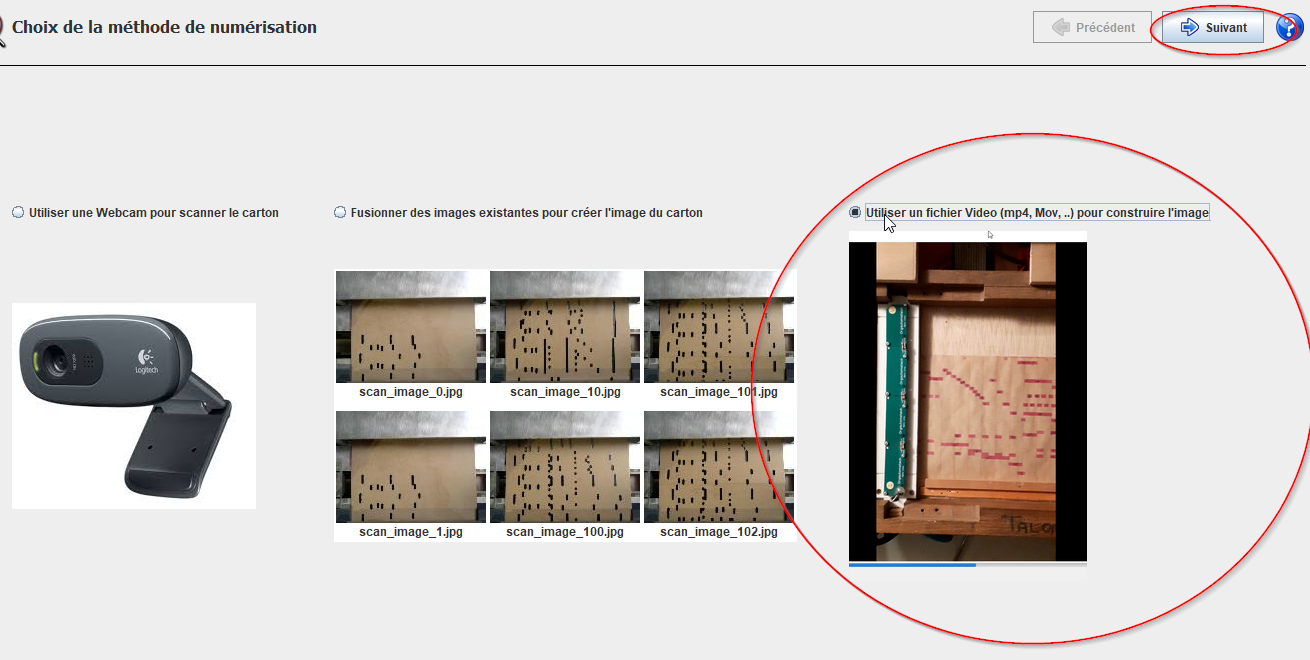 Choix de la méthode de numérisation
Précédent
Suivant
?
Utiliser une Webcam pour scanner le carton
Fusionner des images existantes pour créer l'image du carton
Utiliser un fichier Video (mp4, Mov, ..) pour construire l'image
Logitech
scan_image_0.jpg
scan_image_10.jpg
scan_image_101.jpg
scan_image_1.jpg
scan_image_100.jpg
scan_image_102.jpg